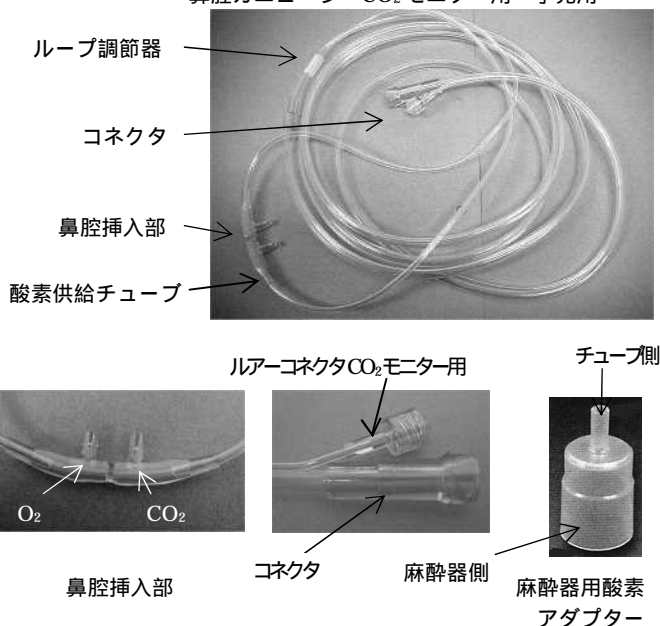 ループ調節器
コネクタ
鼻腔挿入部
酸素供給チューブ
ルアーコネクタCO₂モニター用
チューブ側
O₂
CO₂
コネクタ
麻酔器側
鼻腔挿入部
麻酔器用酸素
アダプター